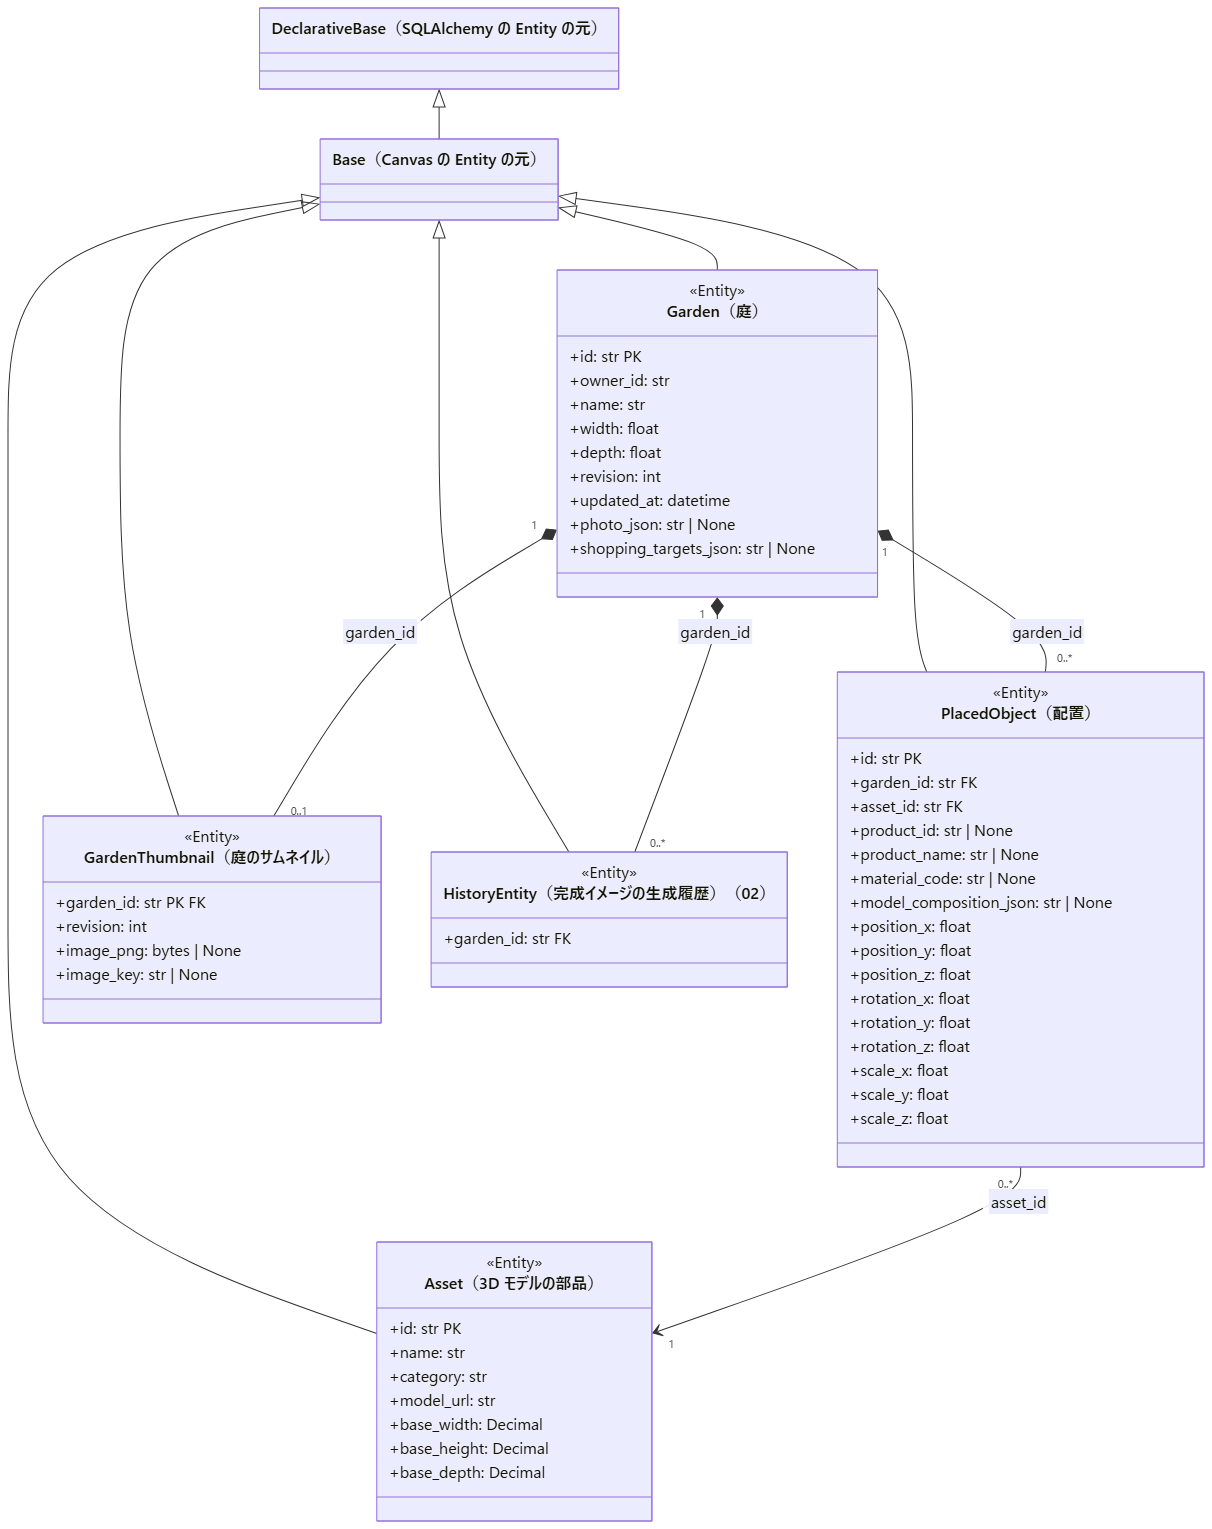 DeclarativeBase（SQLAlchemy の Entity の元）
Base（Canvas の Entity の元）
«Entity»
Garden（庭）
+id: str PK
+owner_id: str
+name: str
+width: float
+depth: float
+revision: int
+updated_at: datetime
+photo_json: str | None
+shopping_targets_json: str | None
1
1
1
garden_id
garden_id
garden_id
0..*
«Entity»
PlacedObject（配置）
+id: str PK
+garden_id: str FK
+asset_id: str FK
+product_id: str | None
+product_name: str | None
+material_code: str | None
+model_composition_json: str | None
+position_x: float
+position_y: float
+position_z: float
+rotation_x: float
+rotation_y: float
+rotation_z: float
+scale_x: float
+scale_y: float
+scale_z: float
0..1
«Entity»
GardenThumbnail（庭のサムネイル）
+garden_id: str PK FK
+revision: int
+image_png: bytes | None
+image_key: str | None
0..*
«Entity»
HistoryEntity（完成イメージの生成履歴）（02）
+garden_id: str FK
0..*
asset_id
1
«Entity»
Asset（3D モデルの部品）
+id: str PK
+name: str
+category: str
+model_url: str
+base_width: Decimal
+base_height: Decimal
+base_depth: Decimal